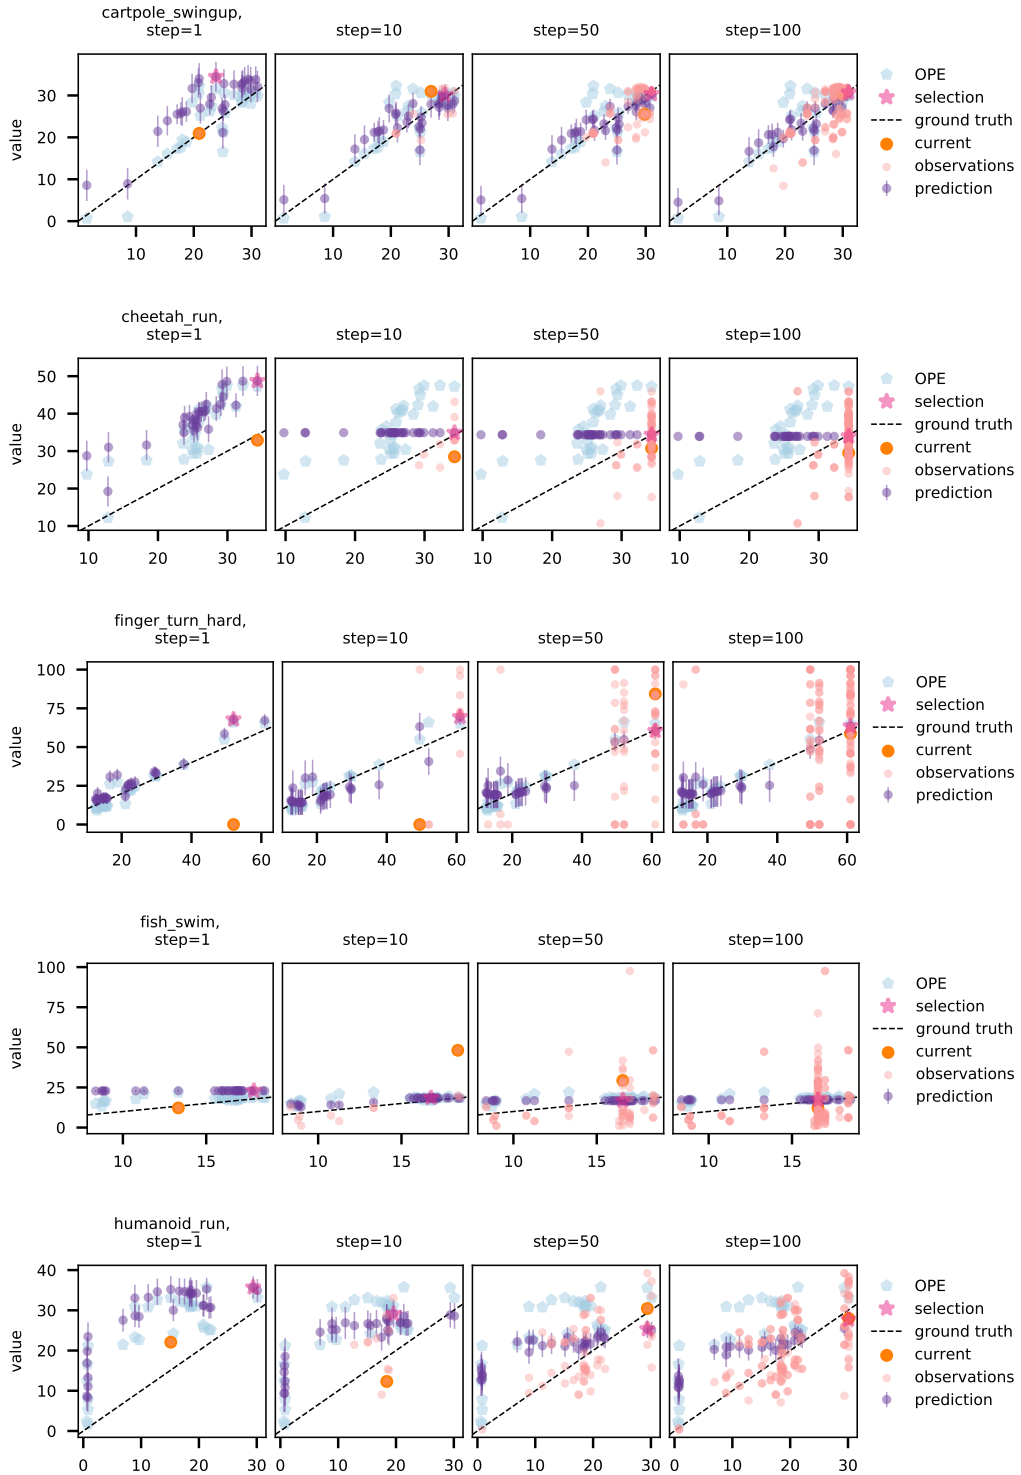 cartpole_swingup,
step=1
step=10
step=50
step=100
value
30
20
10
0
10 20 30
10 20 30
10 20 30
10 20 30
OPE
selection
ground truth
current
observations
prediction
cheetah_run,
step=1
step=10
step=50
step=100
value
50
40
30
20
10
10 20 30
10 20 30
10 20 30
10 20 30
OPE
selection
ground truth
current
observations
prediction
finger_turn_hard,
step=1
step=10
step=50
step=100
value
100
75
50
25
0
20 40 60
20 40 60
20 40 60
20 40 60
OPE
selection
ground truth
current
observations
prediction
fish_swim,
step=1
step=10
step=50
step=100
value
100
75
50
25
0
10 15
10 15
10 15
10 15
OPE
selection
ground truth
current
observations
prediction
humanoid_run,
step=1
step=10
step=50
step=100
value
40
30
20
10
0
0 10 20 30
0 10 20 30
0 10 20 30
0 10 20 30
OPE
selection
ground truth
current
observations
prediction